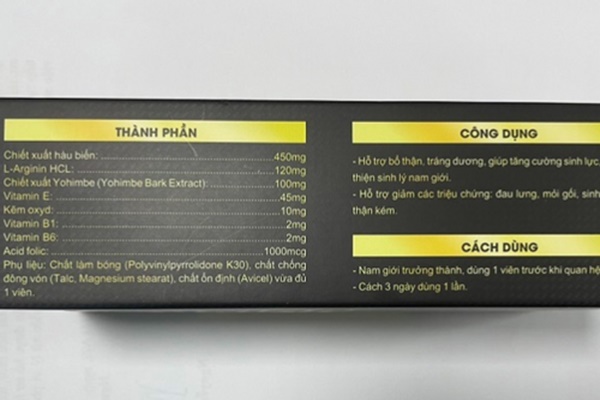 THÀNH PHẦN
Chiết xuất hàu biển: 450mg
L-Arginin HCL: 120mg
Chiết xuất Yohimbe (Yohimbe Bark Extract): 100mg
Vitamin E: 45mg
Kẽm oxyd: 10mg
Vitamin B1: 2mg
Vitamin B6: 2mg
Acid folic: 1000mcg
Phụ liệu: Chất làm bóng (Polyvinylpyrrolidone K30), chất chống
đông vón (Talc, Magnesium stearat), chất ổn định (Avicel) vừa đủ
1 viên.
CÔNG DỤNG
- Hỗ trợ bổ thận, tráng dương, giúp tăng cường sinh lực,
thiện sinh lý nam giới.
- Hỗ trợ giảm các triệu chứng: đau lưng, mỏi gối, sinh
thận kém.
CÁCH DÙNG
- Nam giới trưởng thành, dùng 1 viên trước khi quan hệ
- Cách 3 ngày dùng 1 lần.